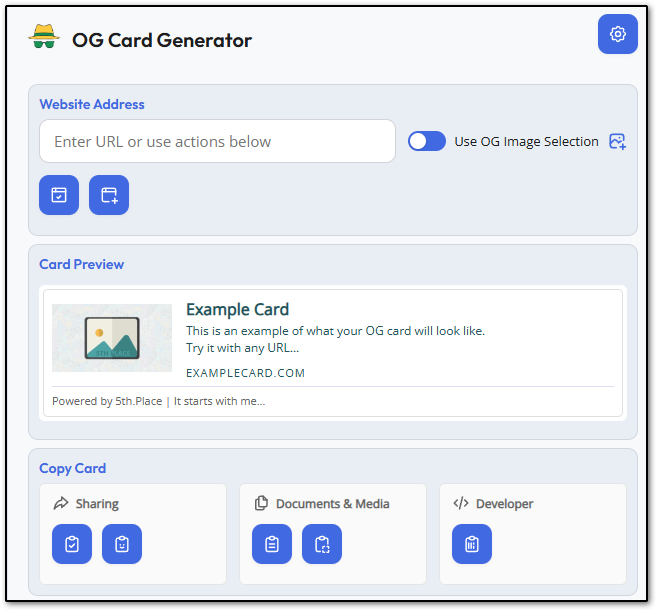 OG Card Generator
Website Address
Enter URL or use actions below
Use OG Image Selection
Card Preview
5TH PLACE
Example Card
This is an example of what your OG card will look like.
Try it with any URL...
EXAMPLECARD.COM
Powered by 5th.Place | It starts with me...
Copy Card
Sharing
Documents & Media
Developer